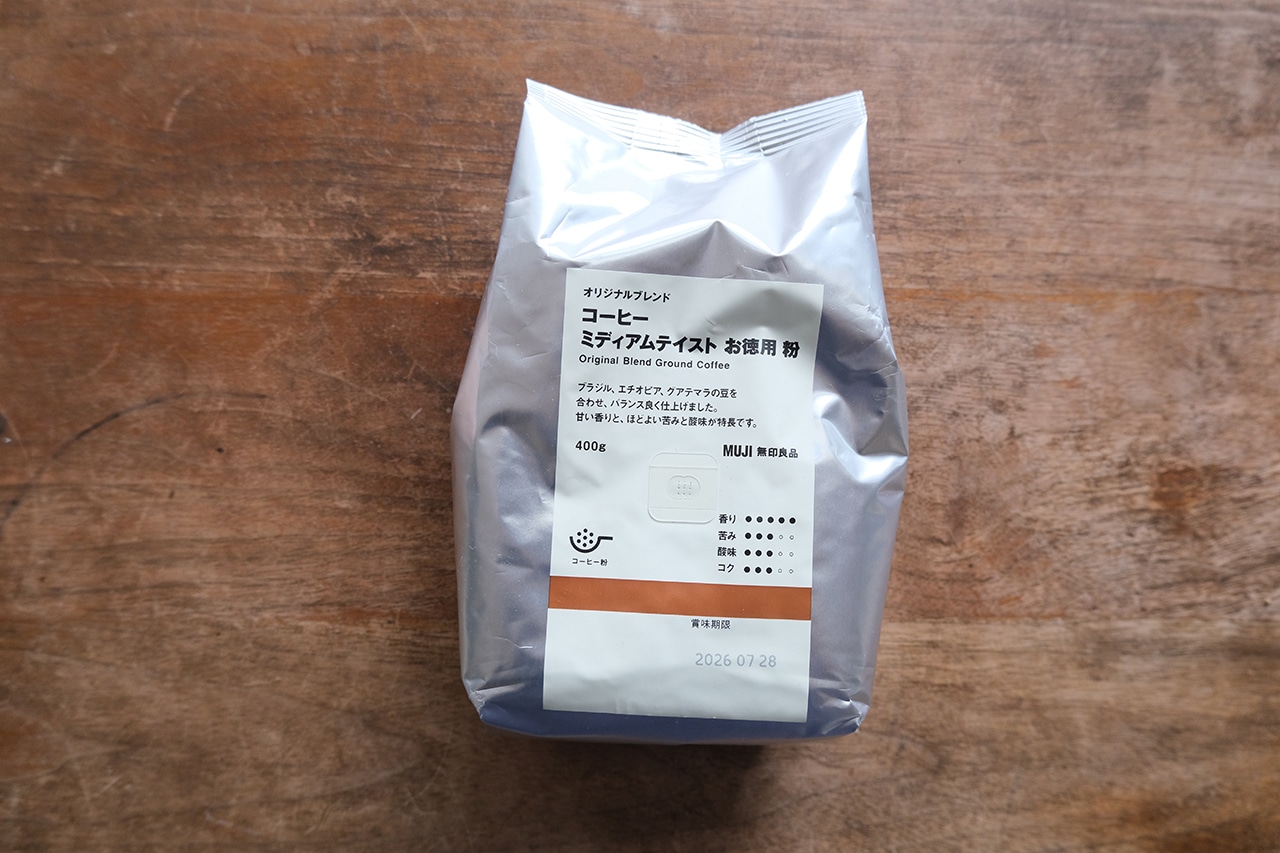 オリジナルブレンド
コーヒー
ミディアムテイスト お徳用 粉
Original Blend Ground Coffee
ブラジル、エチオピア、グアテマラの豆を
合わせ、バランス良く仕上げました。
甘い香りと、ほどよい苦みと酸味が特長です。
400g
MUJI 無印良品
香り ●●●●●
苦み ●●●○○
酸味 ●●●○○
コク ●●●○○
コーヒー粉
賞味期限
2026 07 28